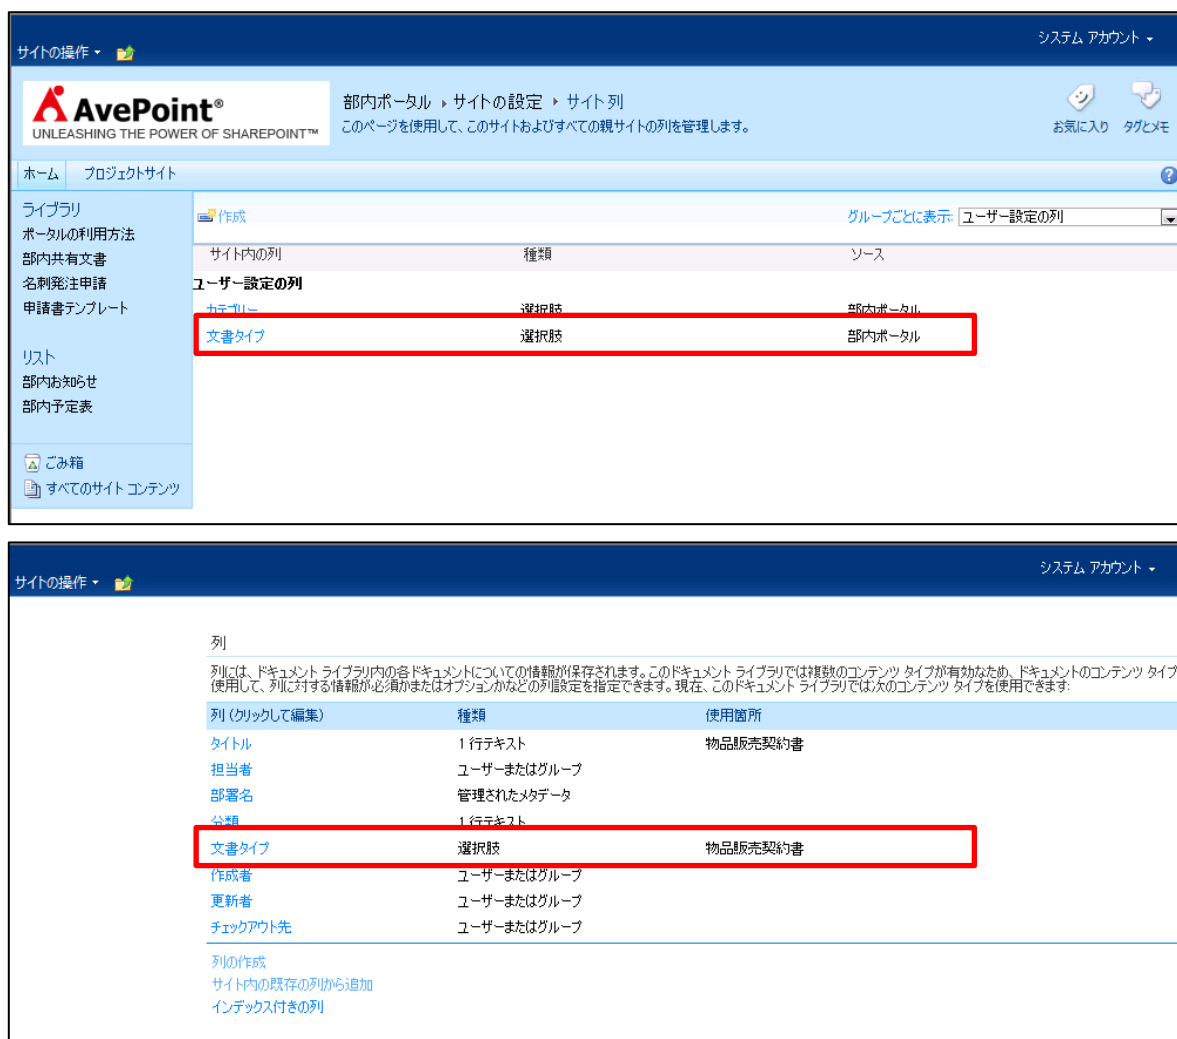 システム アカウント
サイトの操作
AvePoint®
UNLEASHING THE POWER OF SHAREPOINT™
部内ポータル ▸ サイトの設定 ▸ サイト列
このページを使用して、このサイトおよびすべての親サイトの列を管理します。
お気に入り タグとメモ
ホーム プロジェクトサイト
ライブラリ
ポータルの利用方法
部内共有文書
名刺発注申請
申請書テンプレート
リスト
部内お知らせ
部内予定表
ごみ箱
すべてのサイト コンテンツ
作成 グループごとに表示: ユーザー設定の列
サイト内の列 種類 ソース
ユーザー設定の列
カテゴリー 選択肢 部内ポータル
文書タイプ 選択肢 部内ポータル
システム アカウント
サイトの操作
列
列には、ドキュメント ライブラリ内の各ドキュメントについての情報が保存されます。このドキュメント ライブラリでは複数のコンテンツ タイプが有効なため、ドキュメントのコンテンツ タイプ
使用して、列に対する情報が必須かまたはオプションかなどの列設定を指定できます。現在、このドキュメント ライブラリでは次のコンテンツ タイプを使用できます:
列 (クリックして編集) 種類 使用箇所
タイトル 1 行テキスト 物品販売契約書
担当者 ユーザーまたはグループ
部署名 管理されたメタデータ
分類 1 行テキスト
文書タイプ 選択肢 物品販売契約書
作成者 ユーザーまたはグループ
更新者 ユーザーまたはグループ
チェックアウト先 ユーザーまたはグループ
列の作成
サイト内の既存の列から追加
インデックス付きの列